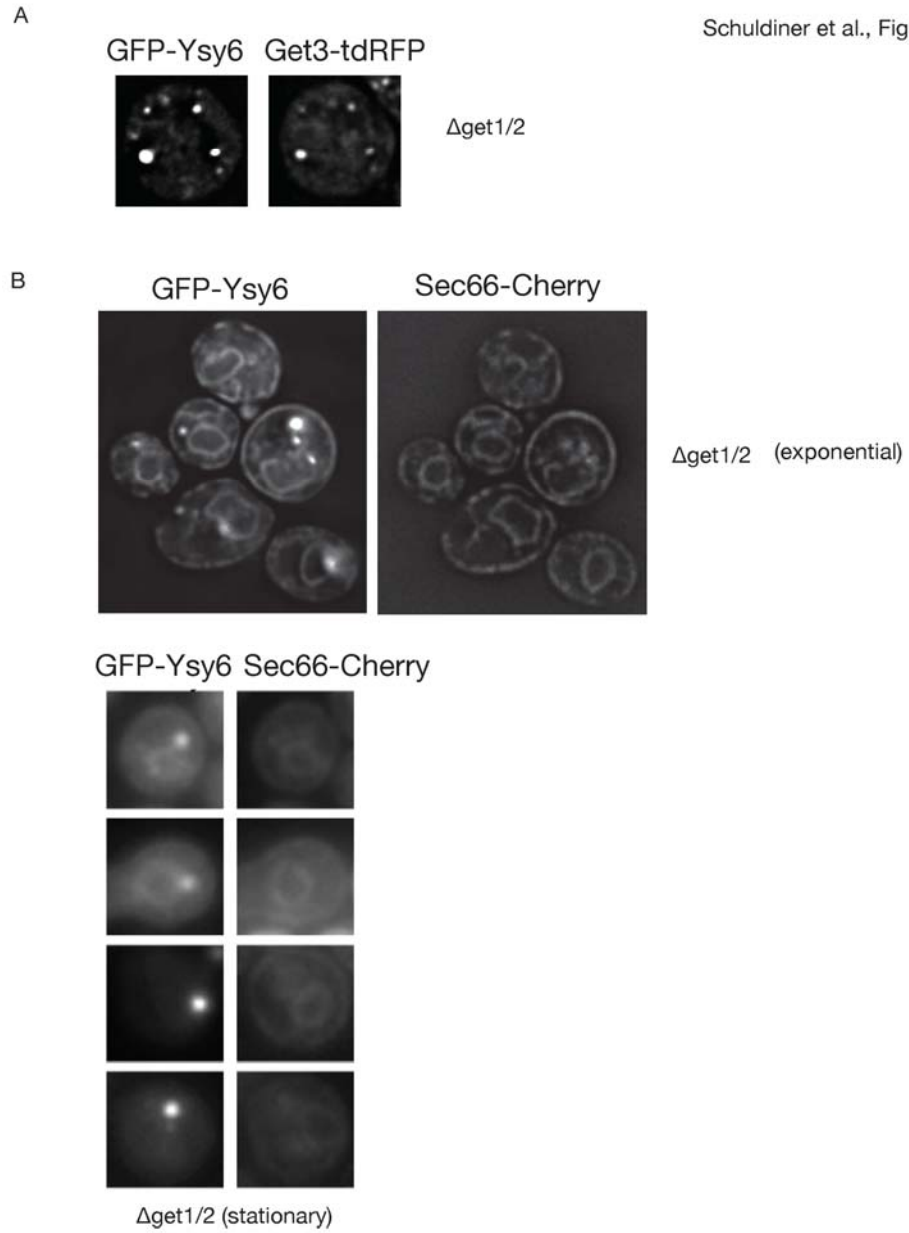 A
Schuldiner et al., Fig
GFP-Ysy6 Get3-tdRFP
Δget1/2
B
GFP-Ysy6 Sec66-Cherry
Δget1/2 (exponential)
GFP-Ysy6 Sec66-Cherry
Δget1/2 (stationary)